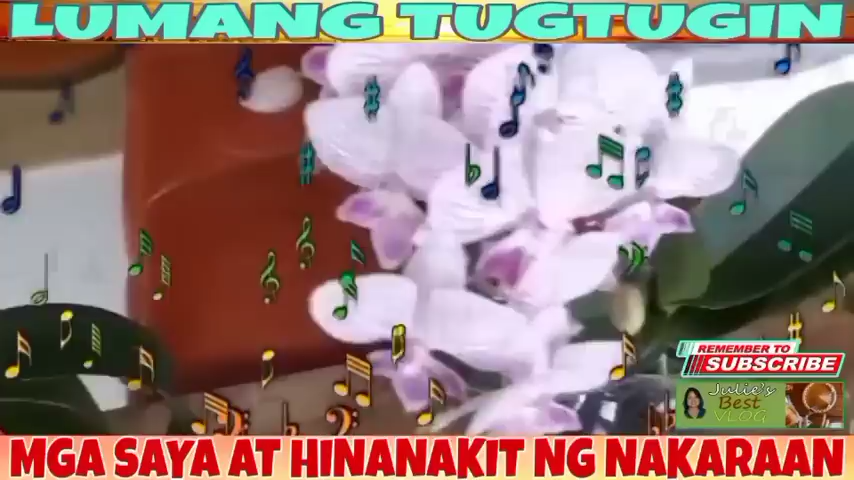 LUMANG TUGTUGIN
REMEMBER TO
SUBSCRIBE
Julie's
Best
VLOG
MGA SAYA AT HINANAKIT NG NAKARAAN